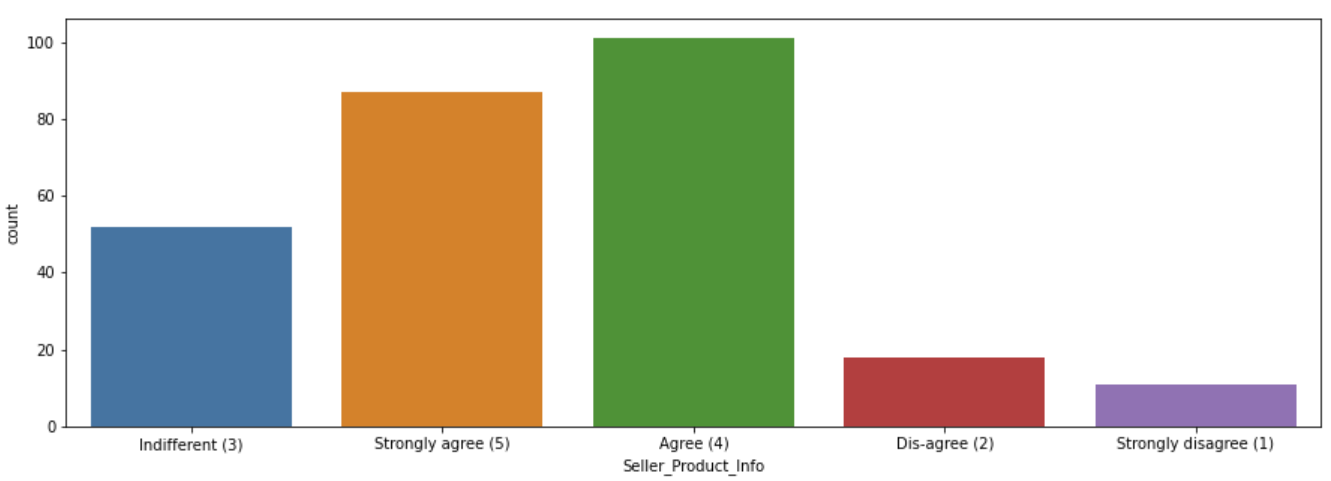 100
80
60
40
20
0
count
Indifferent (3) Strongly agree (5) Agree (4) Dis-agree (2) Strongly disagree (1)
Seller_Product_Info